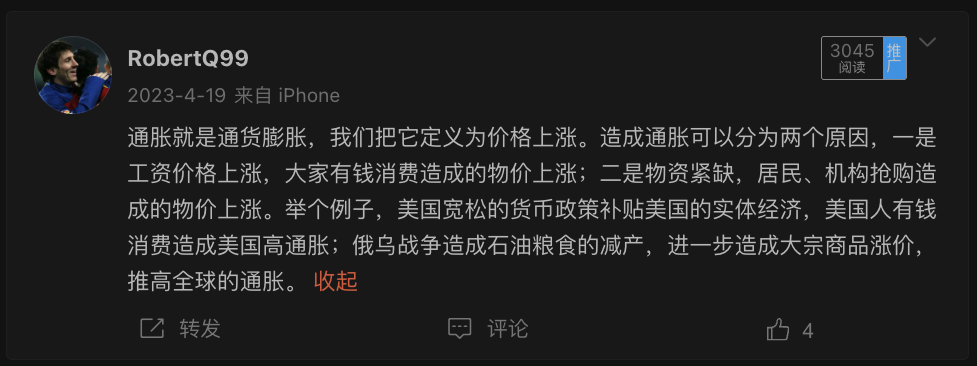 RobertQ99
3045
阅读
推广
2023-4-19 来自 iPhone
通胀就是通货膨胀，我们把它定义为价格上涨。造成通胀可以分为两个原因，一是
工资价格上涨，大家有钱消费造成的物价上涨；二是物资紧缺，居民、机构抢购造
成的物价上涨。举个例子，美国宽松的货币政策补贴美国的实体经济，美国人有钱
消费造成美国高通胀；俄乌战争造成石油粮食的减产，进一步造成大宗商品涨价，
推高全球的通胀。 收起
转发
评论
4